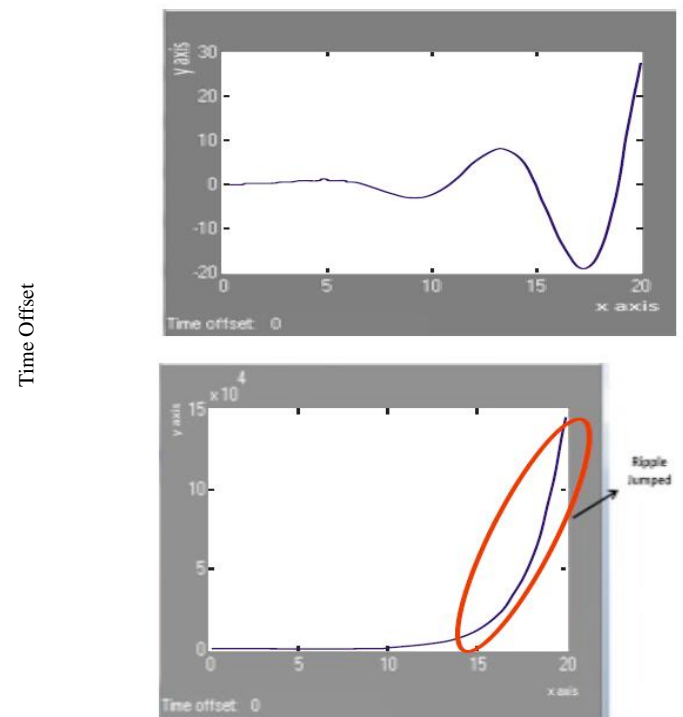 Time Offset
y axis
30
20
10
0
-10
-20
0 5 10 15 20
x axis
Time offset: 0
x 10 4
y axis
15
10
5
0
0 5 10 15 20
x axis
Time offset: 0
Ripple
Jumped